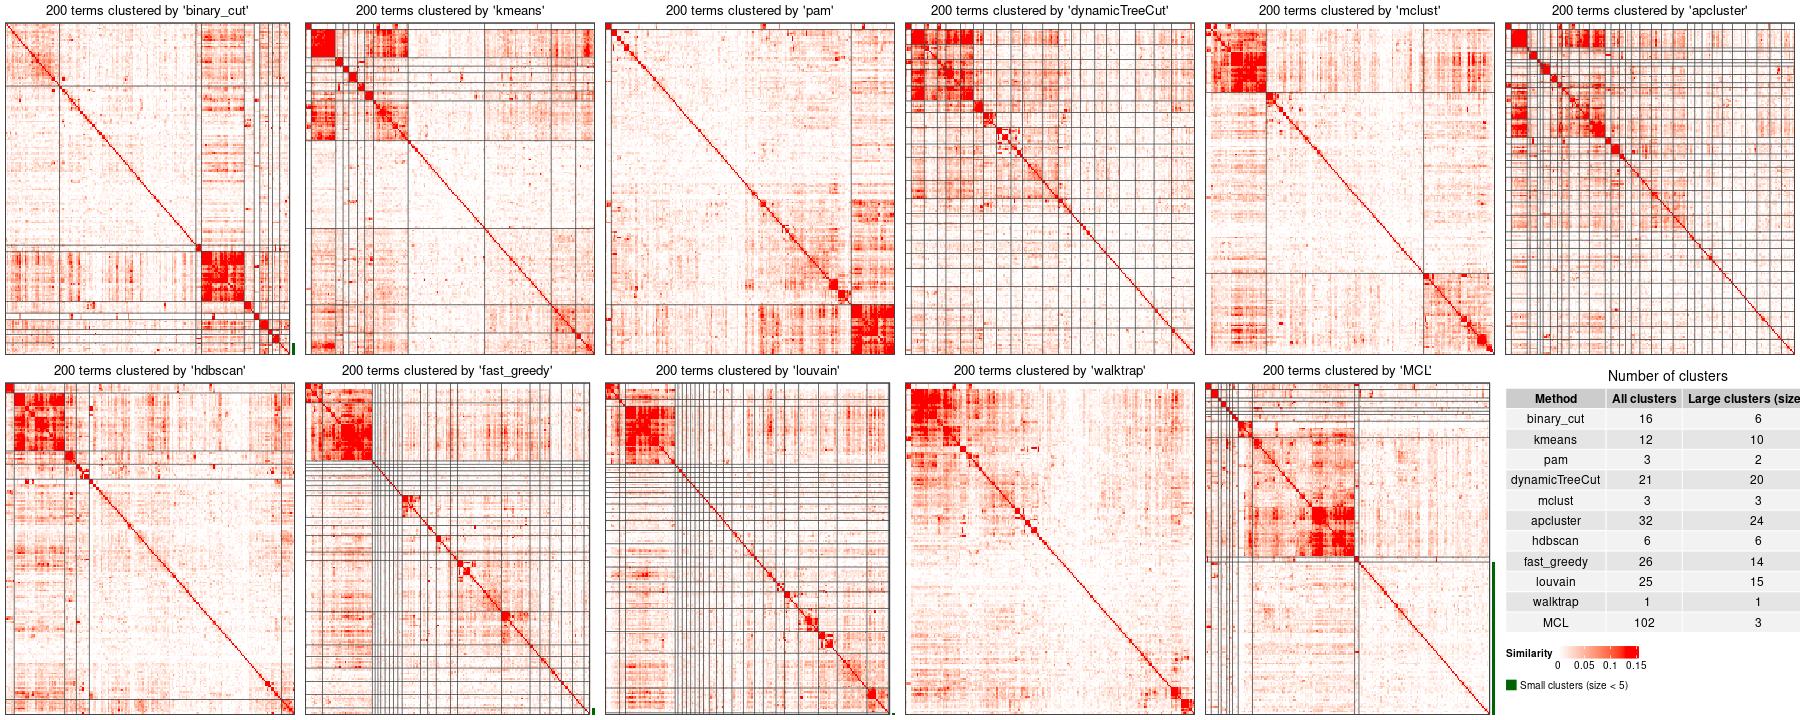 200 terms clustered by 'binary_cut'
200 terms clustered by 'kmeans'
200 terms clustered by 'pam'
200 terms clustered by 'dynamicTreeCut'
200 terms clustered by 'mclust'
200 terms clustered by 'apcluster'
200 terms clustered by 'hdbscan'
200 terms clustered by 'fast_greedy'
200 terms clustered by 'louvain'
200 terms clustered by 'walktrap'
200 terms clustered by 'MCL'
Number of clusters
Method All clusters Large clusters (size
binary_cut 16 6
kmeans 12 10
pam 3 2
dynamicTreeCut 21 20
mclust 3 3
apcluster 32 24
hdbscan 6 6
fast_greedy 26 14
louvain 25 15
walktrap 1 1
MCL 102 3
Similarity
0 0.05 0.1 0.15
Small clusters (size < 5)